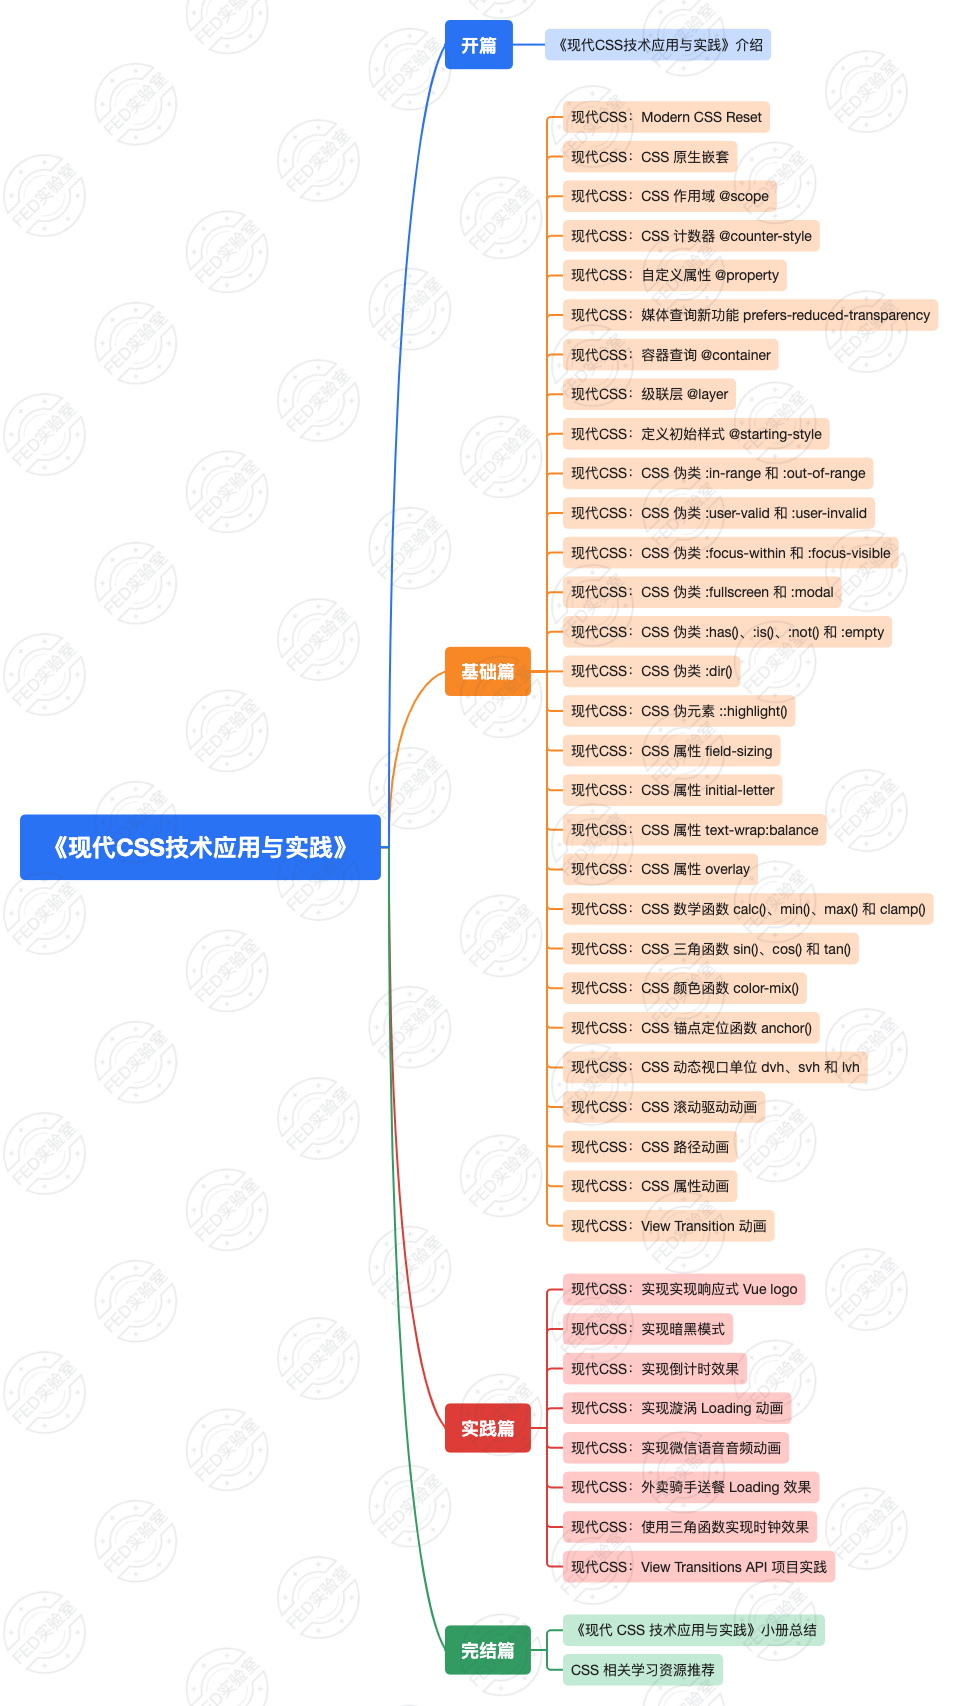 《现代CSS技术应用与实践》
开篇
《现代CSS技术应用与实践》介绍
基础篇
现代CSS：Modern CSS Reset
现代CSS：CSS 原生嵌套
现代CSS：CSS 作用域 @scope
现代CSS：CSS 计数器 @counter-style
现代CSS：自定义属性 @property
现代CSS：媒体查询新功能 prefers-reduced-transparency
现代CSS：容器查询 @container
现代CSS：级联层 @layer
现代CSS：定义初始样式 @starting-style
现代CSS：CSS 伪类 :in-range 和 :out-of-range
现代CSS：CSS 伪类 :user-valid 和 :user-invalid
现代CSS：CSS 伪类 :focus-within 和 :focus-visible
现代CSS：CSS 伪类 :fullscreen 和 :modal
现代CSS：CSS 伪类 :has()、:is()、:not() 和 :empty
现代CSS：CSS 伪类 :dir()
现代CSS：CSS 伪元素 ::highlight()
现代CSS：CSS 属性 field-sizing
现代CSS：CSS 属性 initial-letter
现代CSS：CSS 属性 text-wrap:balance
现代CSS：CSS 属性 overlay
现代CSS：CSS 数学函数 calc()、min()、max() 和 clamp()
现代CSS：CSS 三角函数 sin()、cos() 和 tan()
现代CSS：CSS 颜色函数 color-mix()
现代CSS：CSS 锚点定位函数 anchor()
现代CSS：CSS 动态视口单位 dvh、svh 和 lvh
现代CSS：CSS 滚动驱动动画
现代CSS：CSS 路径动画
现代CSS：CSS 属性动画
现代CSS：View Transition 动画
实践篇
现代CSS：实现实现响应式 Vue logo
现代CSS：实现暗黑模式
现代CSS：实现倒计时效果
现代CSS：实现漩涡 Loading 动画
现代CSS：实现微信语音音频动画
现代CSS：外卖骑手送餐 Loading 效果
现代CSS：使用三角函数实现时钟效果
现代CSS：View Transitions API 项目实践
完结篇
《现代 CSS 技术应用与实践》小册总结
CSS 相关学习资源推荐
FED实验室